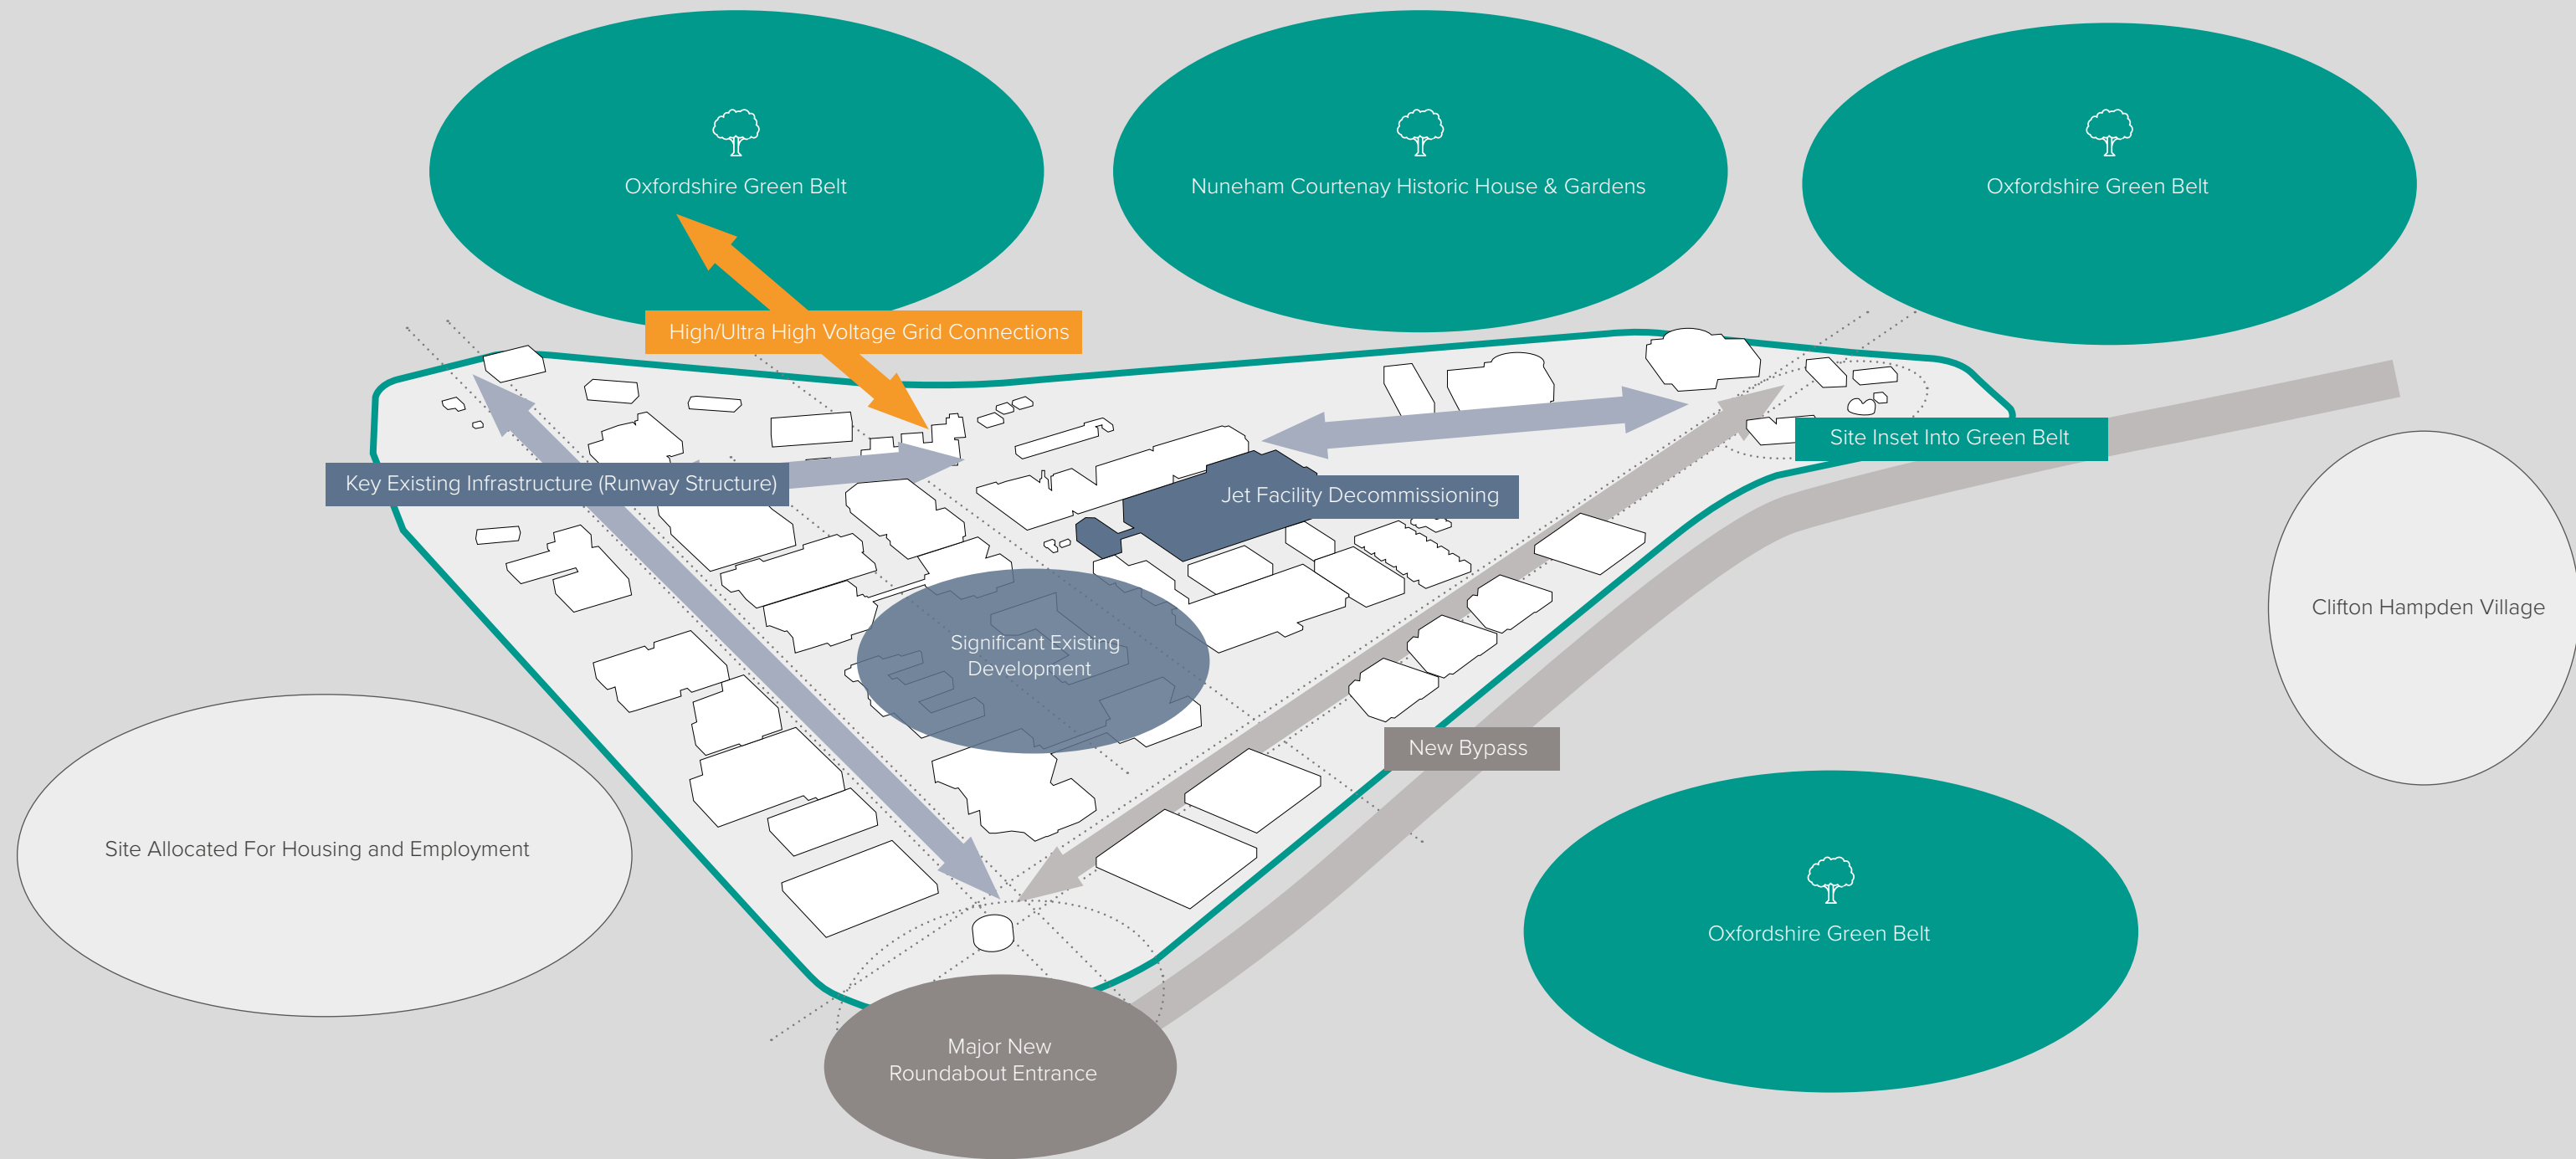 Oxfordshire Green Belt
Nuneham Courtenay Historic House & Gardens
Oxfordshire Green Belt
High/Ultra High Voltage Grid Connections
Site Inset Into Green Belt
Key Existing Infrastructure (Runway Structure)
Jet Facility Decommissioning
Clifton Hampden Village
Significant Existing
Development
New Bypass
Site Allocated For Housing and Employment
Oxfordshire Green Belt
Major New
Roundabout Entrance